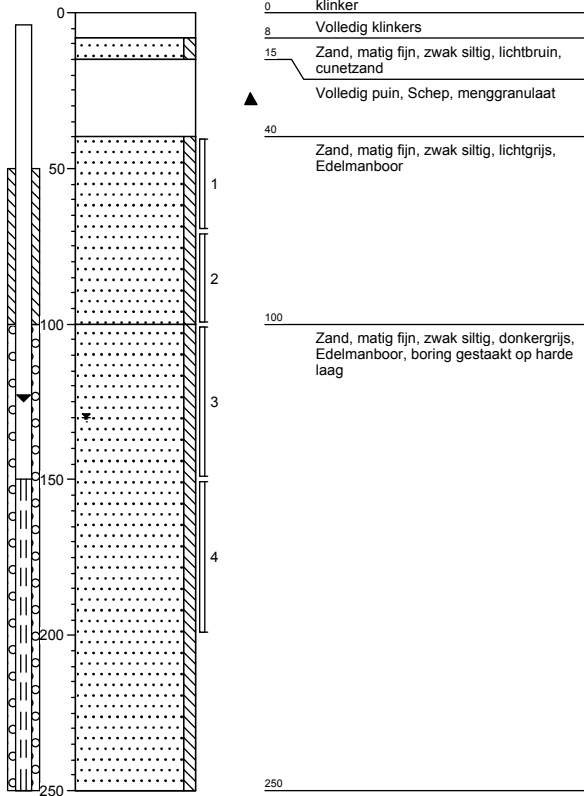 0
50
100
150
200
250
1
2
3
4
0
klinker
8
Volledig klinkers
15
Zand, matig fijn, zwak siltig, lichtbruin,
cunetzand
Volledig puin, Schep, menggranulaat
40
Zand, matig fijn, zwak siltig, lichtgrijs,
Edelmanboor
100
Zand, matig fijn, zwak siltig, donkergrijs,
Edelmanboor, boring gestaakt op harde
laag
250